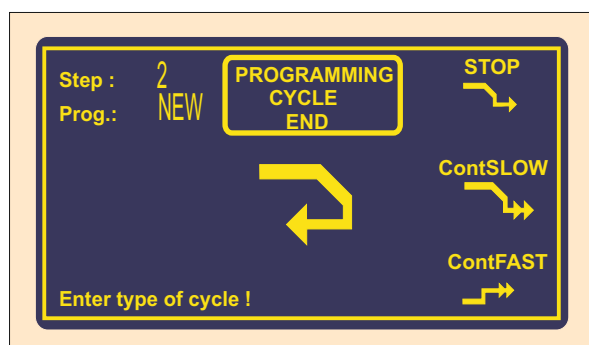 Step : 2
Prog.: NEW
PROGRAMMING
CYCLE
END
STOP
ContSLOW
ContFAST
Enter type of cycle !